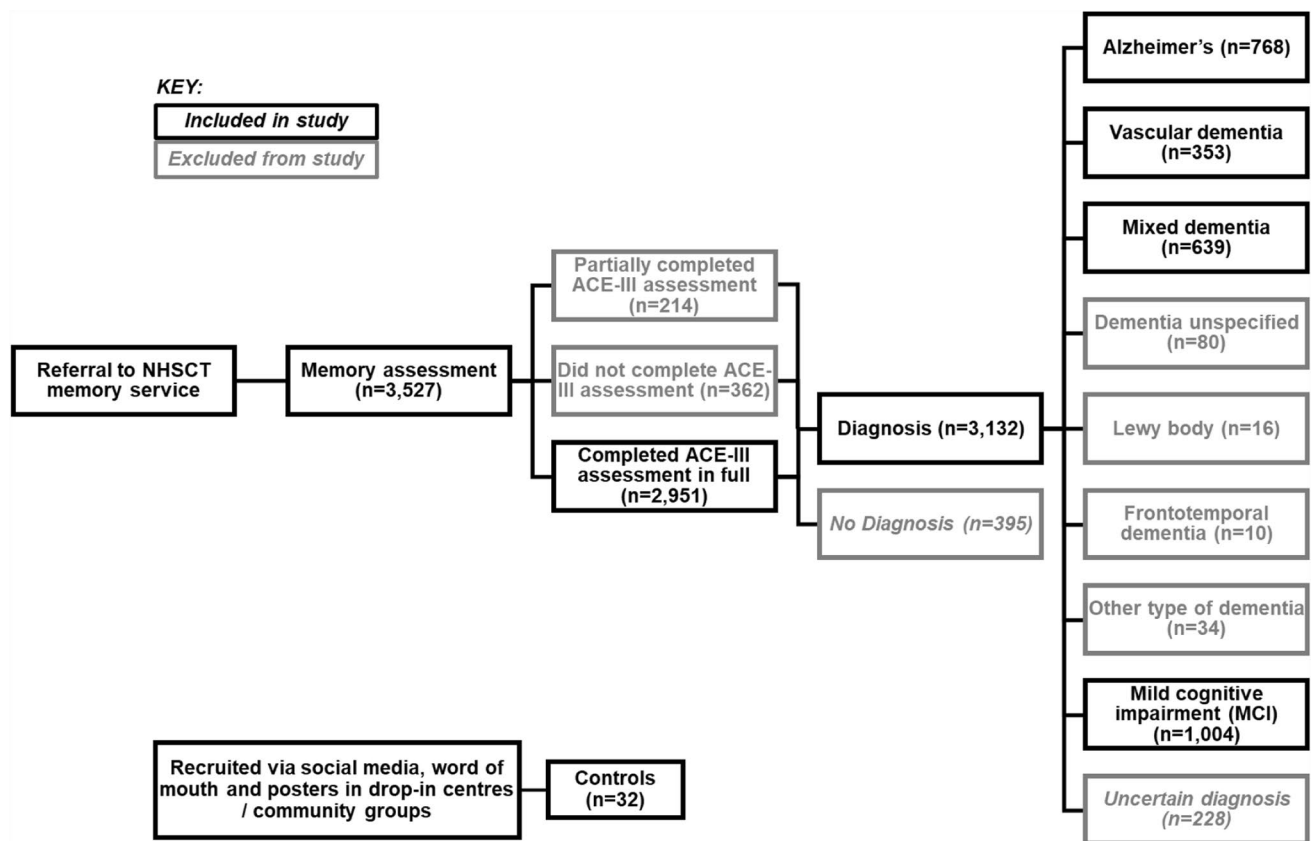 KEY:
Included in study
Excluded from study
Referral to NHSCT
memory service
Memory assessment
(n=3,527)
Partially completed
ACE-III assessment
(n=214)
Did not complete ACE-
III assessment (n=362)
Completed ACE-III
assessment in full
(n=2,951)
Diagnosis (n=3,132)
No Diagnosis (n=395)
Alzheimer's (n=768)
Vascular dementia
(n=353)
Mixed dementia
(n=639)
Dementia unspecified
(n=80)
Lewy body (n=16)
Frontotemporal
dementia (n=10)
Other type of dementia
(n=34)
Mild cognitive
impairment (MCI)
(n=1,004)
Uncertain diagnosis
(n=228)
Recruited via social media, word of
mouth and posters in drop-in centres
/ community groups
Controls
(n=32)